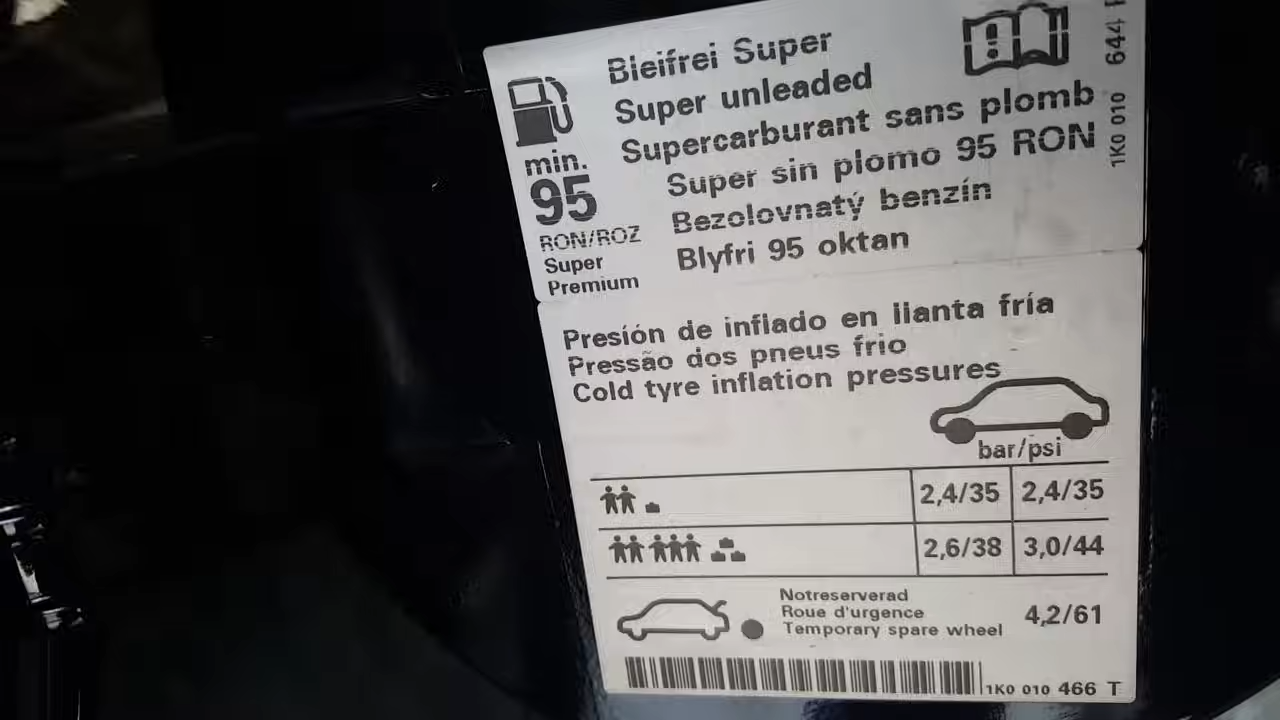 Bleifrei Super
Super unleaded
Supercarburant sans plomb
Super sin plomo 95 RON
Bezolovnatý benzín
Blyfri 95 oktan
min.
95
RON/ROZ
Super
Premium
1K0 010 644
Presión de inflado en llanta fría
Pressão dos pneus frio
Cold tyre inflation pressures
bar/psi
2,4/35 2,4/35
2,6/38 3,0/44
Notreserverad
Roue d'urgence
Temporary spare wheel
4,2/61
1K0 010 466 T